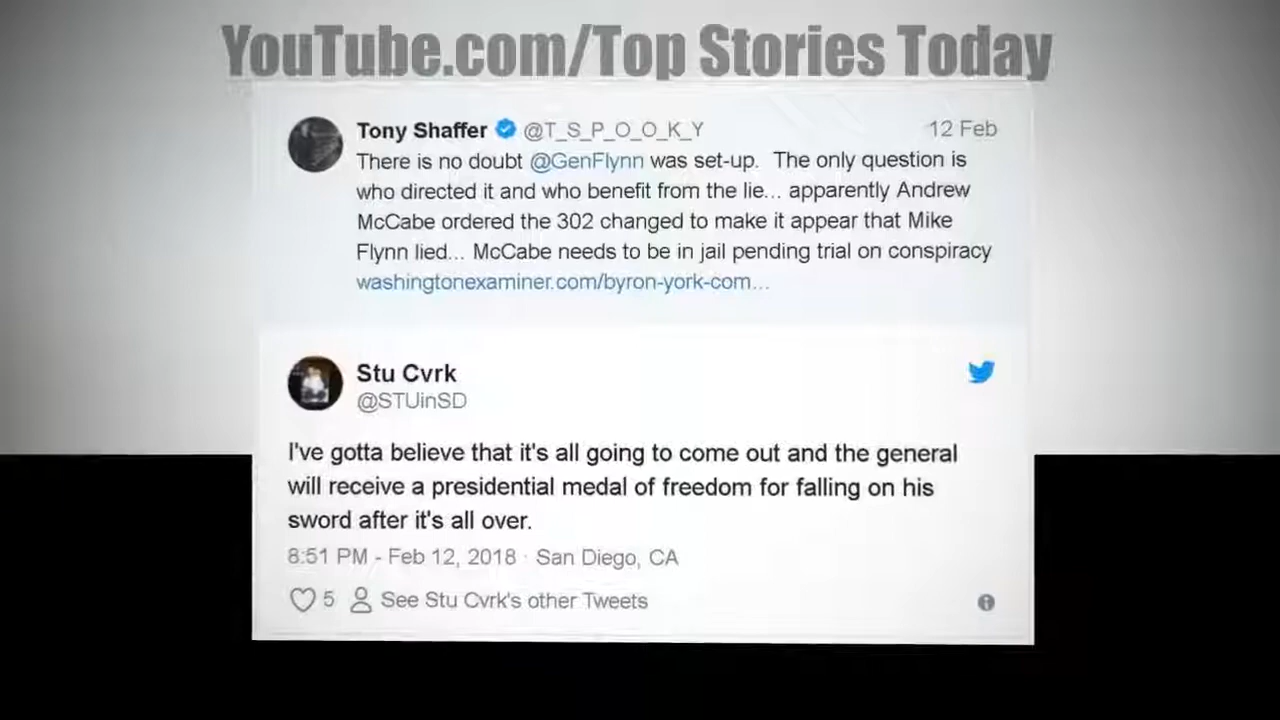 YouTube.com/Top Stories Today
Tony Shaffer @T_S_P_O_O_K_Y 12 Feb
There is no doubt @GenFlynn was set-up. The only question is
who directed it and who benefit from the lie... apparently Andrew
McCabe ordered the 302 changed to make it appear that Mike
Flynn lied... McCabe needs to be in jail pending trial on conspiracy
washingtonexaminer.com/byron-york-com...
Stu Cvrk
@STUinSD
I've gotta believe that it's all going to come out and the general
will receive a presidential medal of freedom for falling on his
sword after it's all over.
8:51 PM - Feb 12, 2018 · San Diego, CA
5 See Stu Cvrk's other Tweets